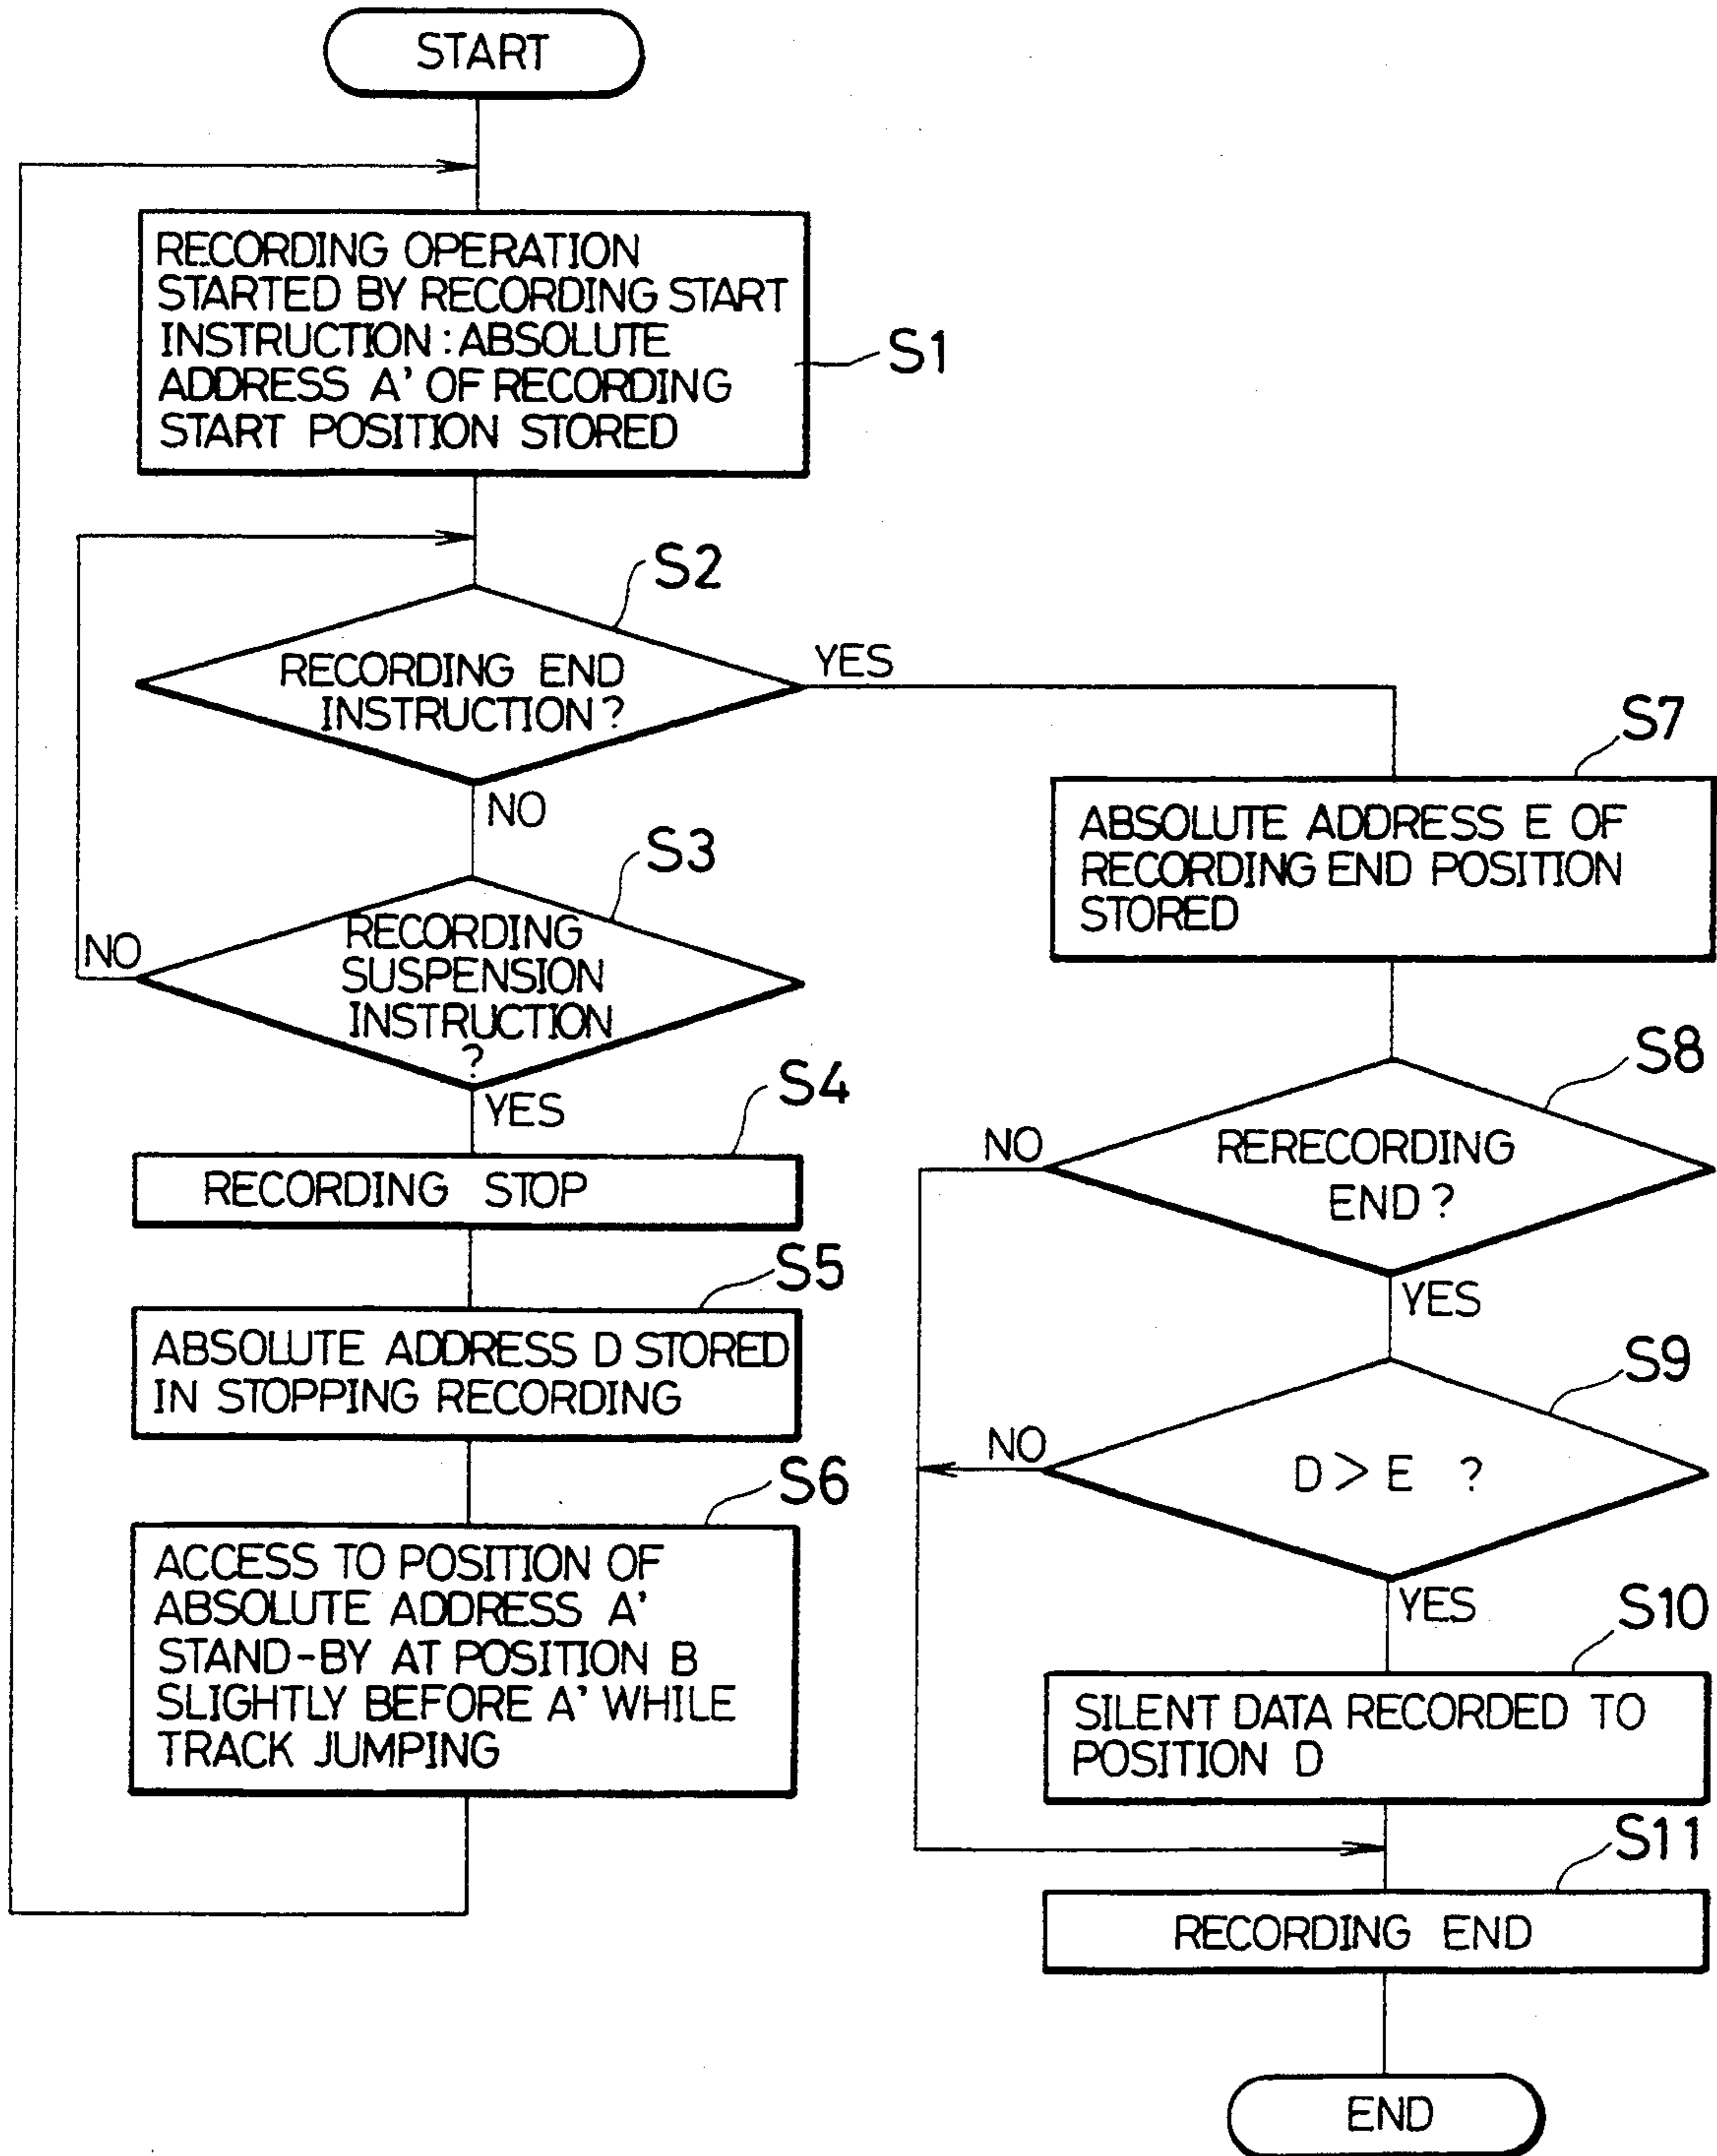 START
RECORDING OPERATION
STARTED BY RECORDING START
INSTRUCTION : ABSOLUTE
ADDRESS A' OF RECORDING
START POSITION STORED
S1
S2
RECORDING END
INSTRUCTION ?
YES
NO
S3
RECORDING
SUSPENSION
INSTRUCTION
?
NO
YES
S4
RECORDING STOP
S5
ABSOLUTE ADDRESS D STORED
IN STOPPING RECORDING
S6
ACCESS TO POSITION OF
ABSOLUTE ADDRESS A'
STAND-BY AT POSITION B
SLIGHTLY BEFORE A' WHILE
TRACK JUMPING
S7
ABSOLUTE ADDRESS E OF
RECORDING END POSITION
STORED
S8
RERECORDING
END ?
NO
YES
S9
D > E ?
NO
YES
S10
SILENT DATA RECORDED TO
POSITION D
S11
RECORDING END
END